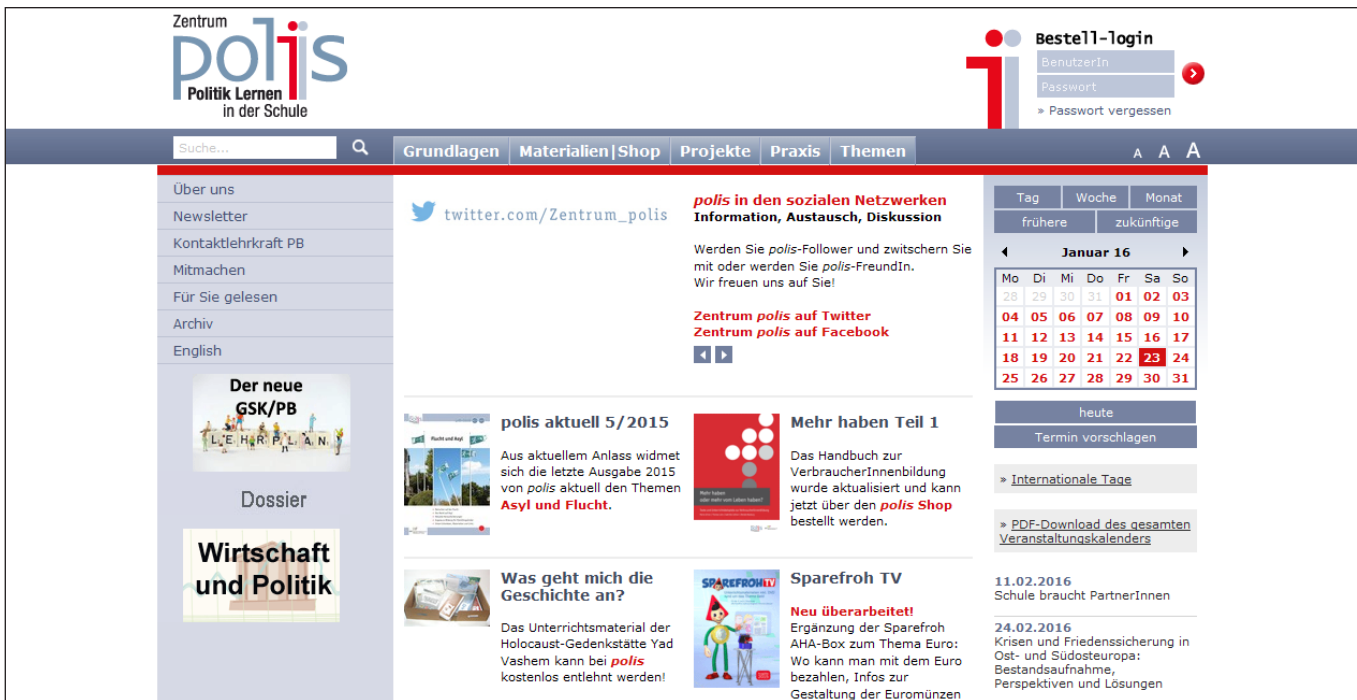 Zentrum
polis
Politik Lernen
in der Schule
Bestell-login
BenutzerIn
Passwort
» Passwort vergessen
Suche...
Grundlagen
Materialien|Shop
Projekte
Praxis
Themen
A A A
Über uns
Newsletter
Kontaktlehrkraft PB
Mitmachen
Für Sie gelesen
Archiv
English
Der neue
GSK/PB
LEHRPLAN
Dossier
Wirtschaft
und Politik
twitter.com/Zentrum_polis
polis in den sozialen Netzwerken
Information, Austausch, Diskussion
Werden Sie polis-Follower und zwitschern Sie
mit oder werden Sie polis-FreundIn.
Wir freuen uns auf Sie!
Zentrum polis auf Twitter
Zentrum polis auf Facebook
polis aktuell 5/2015
Aus aktuellem Anlass widmet
sich die letzte Ausgabe 2015
von polis aktuell den Themen
Asyl und Flucht.
Flucht und Asyl
Mehr haben Teil 1
Das Handbuch zur
VerbraucherInnenbildung
wurde aktualisiert und kann
jetzt über den polis Shop
bestellt werden.
Mehr haben
oder mehr vom Leben haben?
Was geht mich die
Geschichte an?
Das Unterrichtsmaterial der
Holocaust-Gedenkstätte Yad
Vashem kann bei polis
kostenlos entlehnt werden!
SPAREFROH TV
Sparefroh TV
Neu überarbeitet!
Ergänzung der Sparefroh
AHA-Box zum Thema Euro:
Wo kann man mit dem Euro
bezahlen, Infos zur
Gestaltung der Euromünzen
Tag Woche Monat
frühere zukünftige
Januar 16
Mo Di Mi Do Fr Sa So
28 29 30 31 01 02 03
04 05 06 07 08 09 10
11 12 13 14 15 16 17
18 19 20 21 22 23 24
25 26 27 28 29 30 31
heute
Termin vorschlagen
» Internationale Tage
» PDF-Download des gesamten
Veranstaltungskalenders
11.02.2016
Schule braucht PartnerInnen
24.02.2016
Krisen und Friedenssicherung in
Ost- und Südosteuropa:
Bestandsaufnahme,
Perspektiven und Lösungen